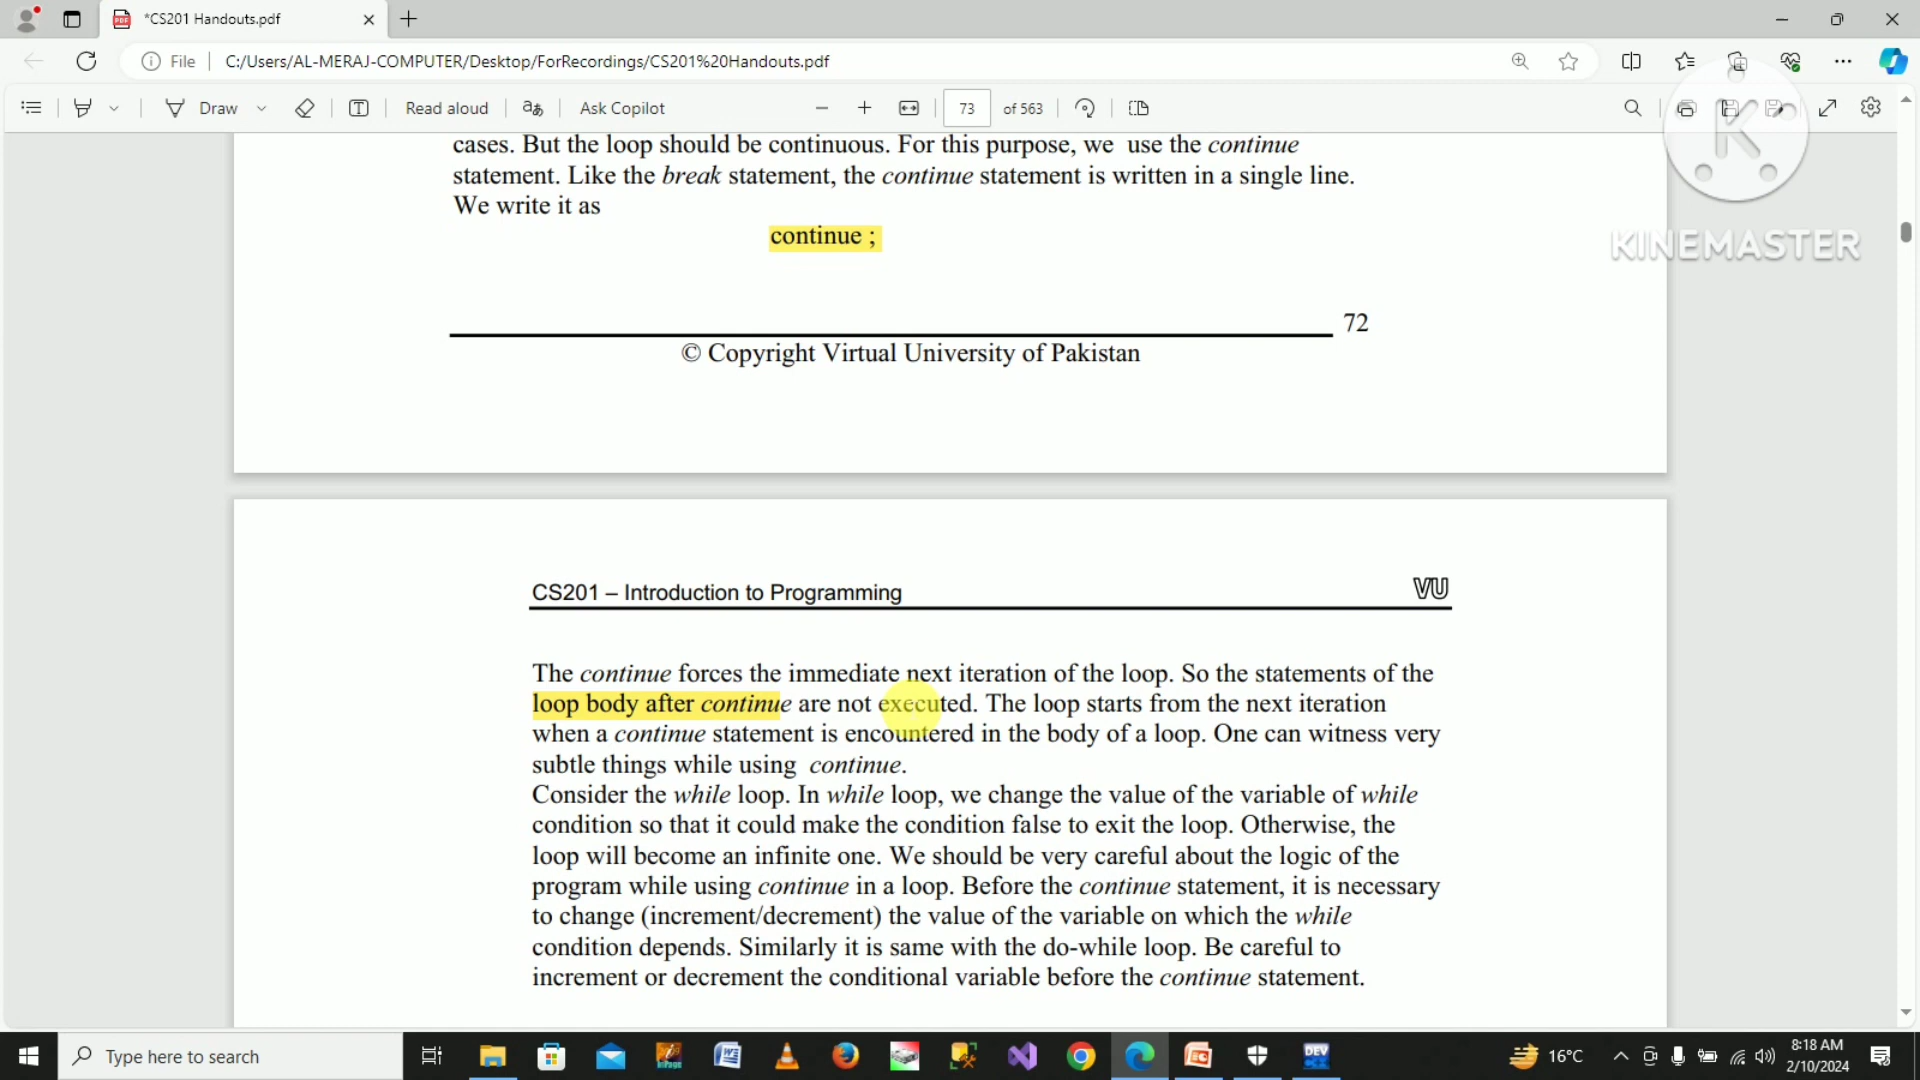 *CS201 Handouts.pdf
File
C:/Users/AL-MERAJ-COMPUTER/Desktop/ForRecordings/CS201%20Handouts.pdf
Draw
Read aloud
Ask Copilot
73
of 563
cases. But the loop should be continuous. For this purpose, we use the continue
statement. Like the break statement, the continue statement is written in a single line.
We write it as
continue ;
72
© Copyright Virtual University of Pakistan
K
KINEMASTER
CS201 – Introduction to Programming
VU
The continue forces the immediate next iteration of the loop. So the statements of the
loop body after continue are not executed. The loop starts from the next iteration
when a continue statement is encountered in the body of a loop. One can witness very
subtle things while using continue.
Consider the while loop. In while loop, we change the value of the variable of while
condition so that it could make the condition false to exit the loop. Otherwise, the
loop will become an infinite one. We should be very careful about the logic of the
program while using continue in a loop. Before the continue statement, it is necessary
to change (increment/decrement) the value of the variable on which the while
condition depends. Similarly it is same with the do-while loop. Be careful to
increment or decrement the conditional variable before the continue statement.
Type here to search
DEV
16°C
8:18 AM
2/10/2024